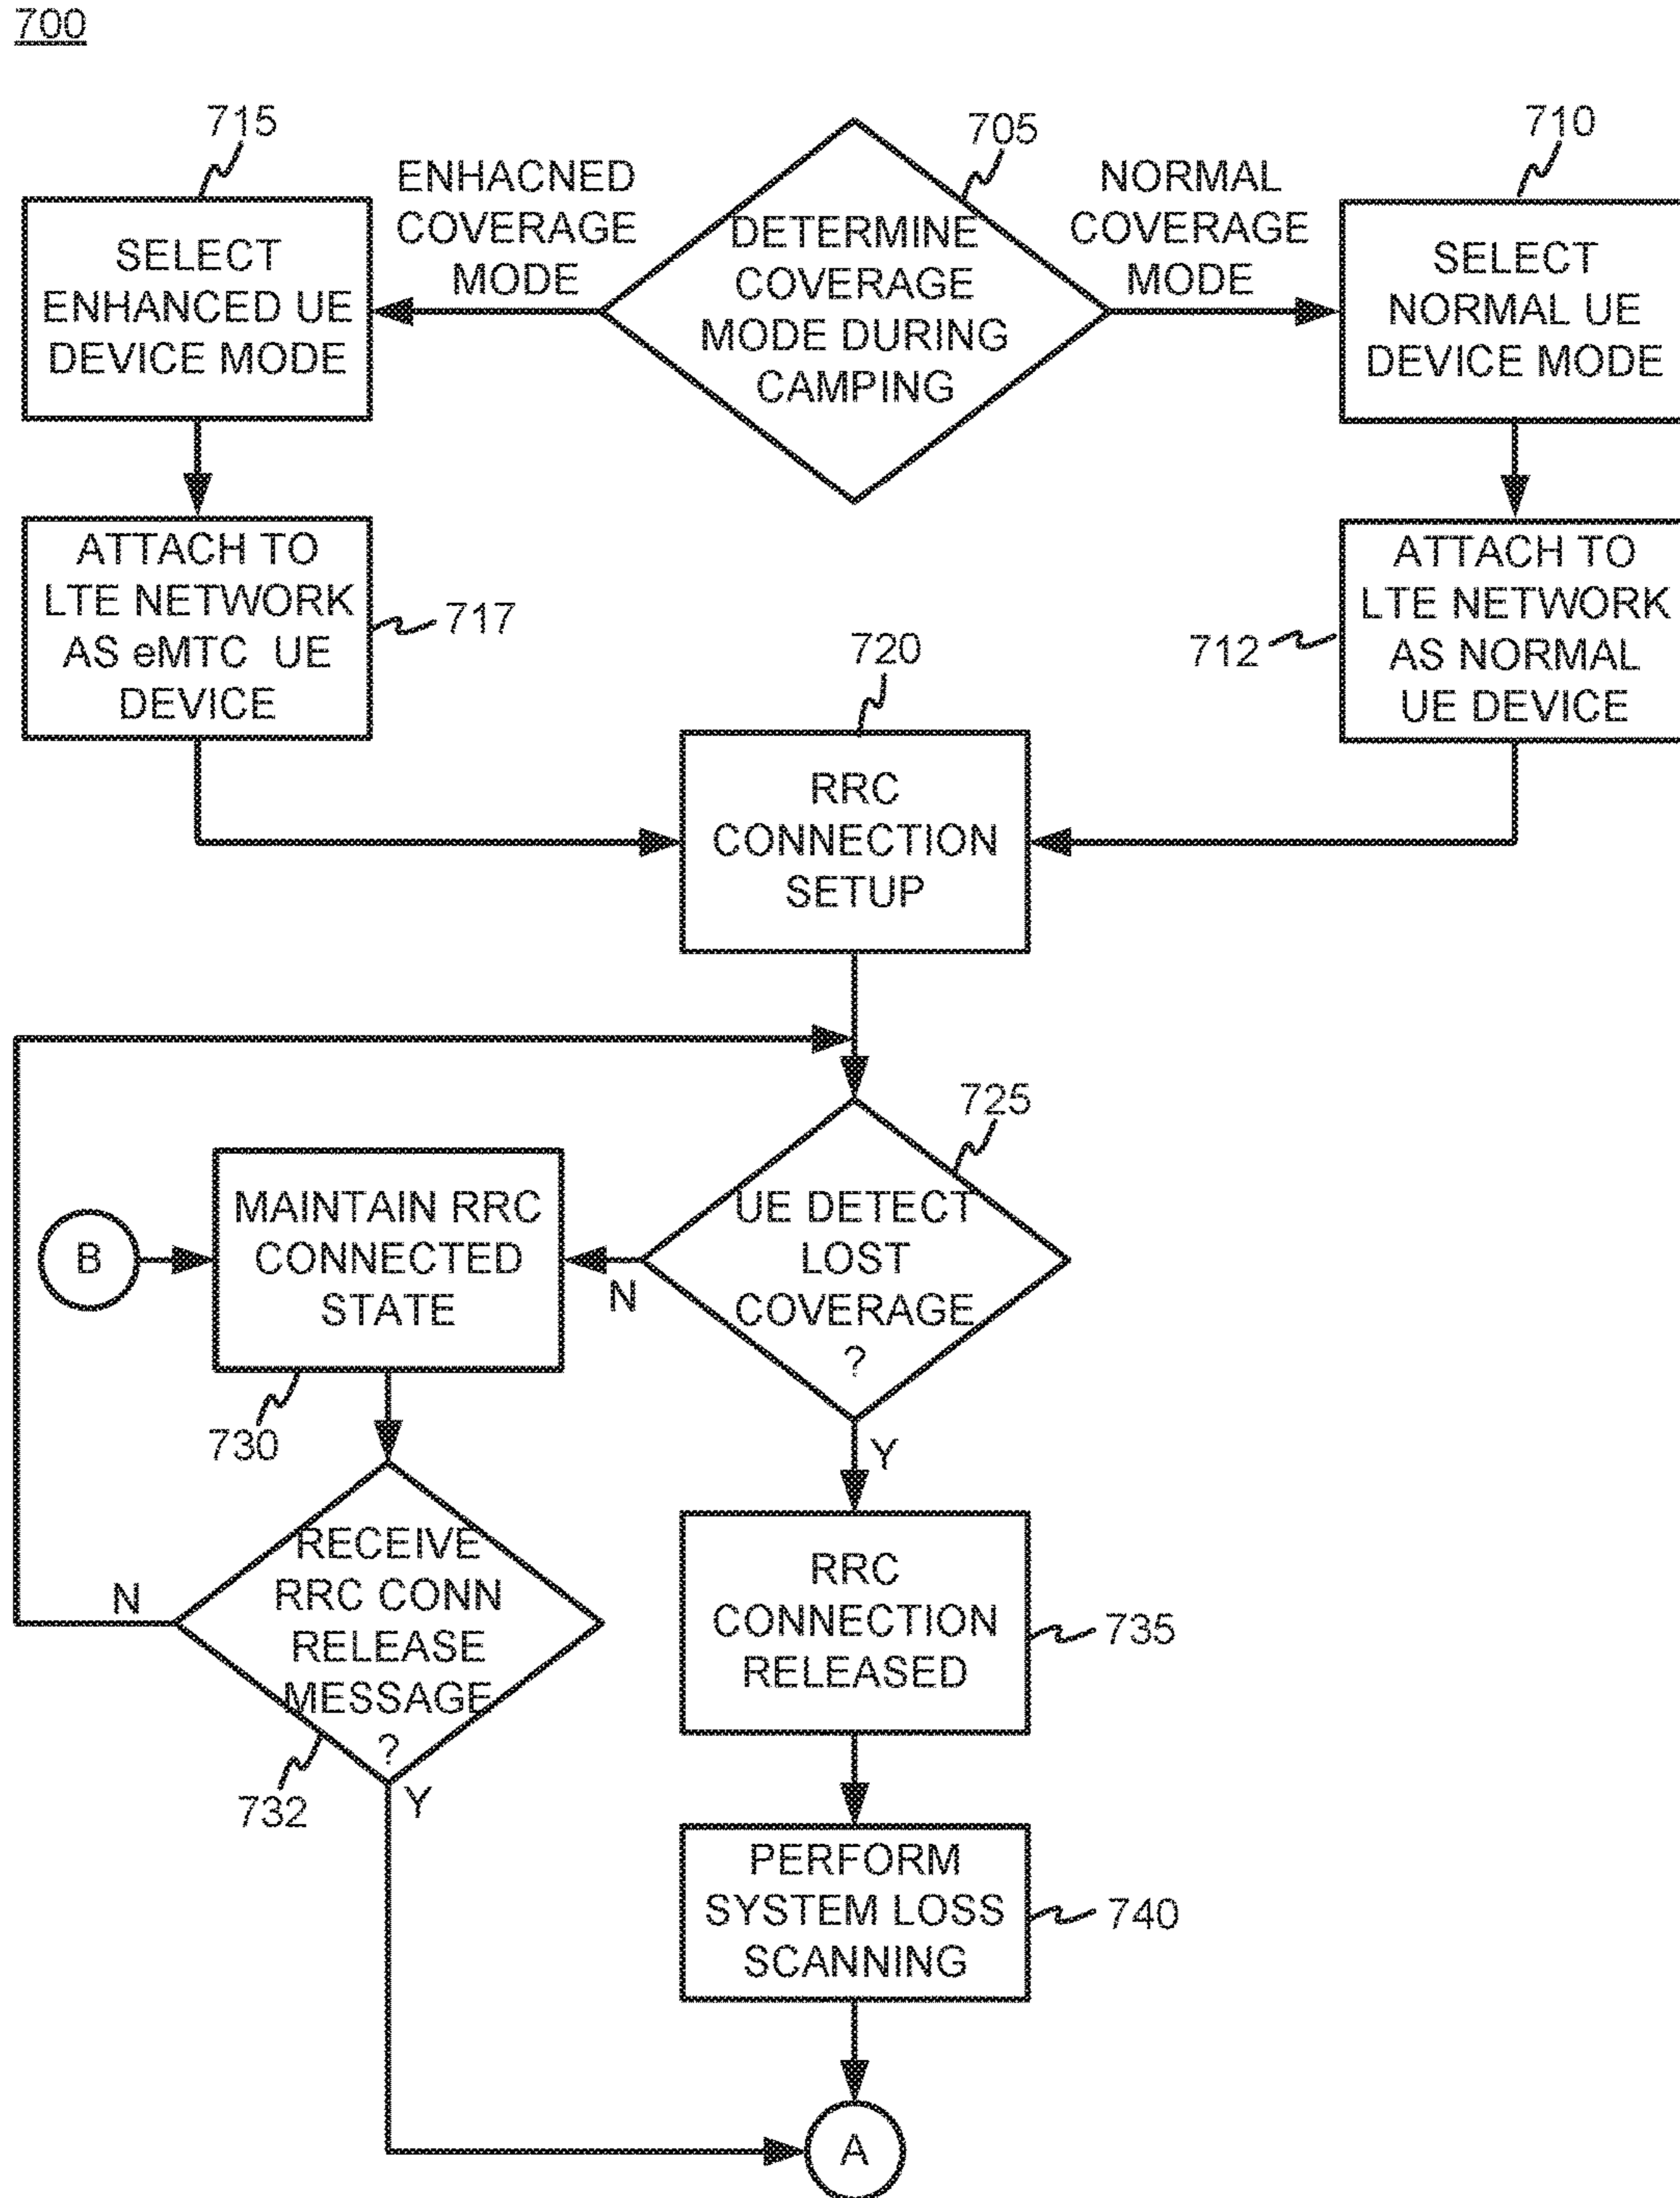 700
715
ENHACNED
COVERAGE
MODE
705
NORMAL
COVERAGE
MODE
710
SELECT
ENHANCED UE
DEVICE MODE
DETERMINE
COVERAGE
MODE DURING
CAMPING
SELECT
NORMAL UE
DEVICE MODE
ATTACH TO
LTE NETWORK
AS eMTC UE
DEVICE
717
720
712
ATTACH TO
LTE NETWORK
AS NORMAL
UE DEVICE
RRC
CONNECTION
SETUP
725
B
MAINTAIN RRC
CONNECTED
STATE
N
UE DETECT
LOST
COVERAGE
?
730
Y
RECEIVE
RRC CONN
RELEASE
MESSAGE
?
N
732
Y
RRC
CONNECTION
RELEASED
735
PERFORM
SYSTEM LOSS
SCANNING
740
A